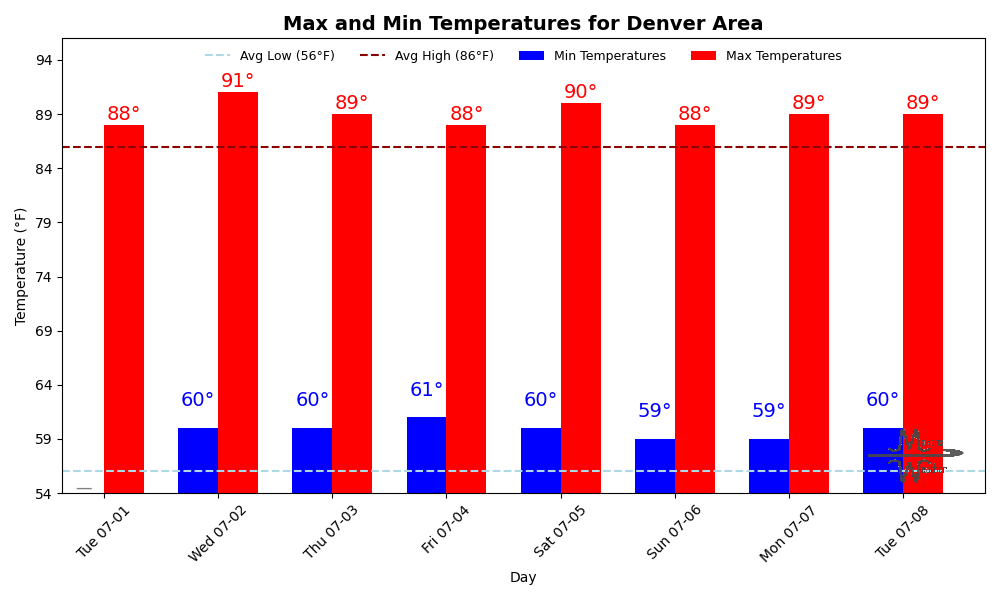 Max and Min Temperatures for Denver Area
Avg Low (56°F) Avg High (86°F) Min Temperatures Max Temperatures
94
89
84
79
74
69
64
59
54
Temperature (°F)
88° 91° 89° 88° 90° 88° 89° 89°
60° 60° 61° 60° 59° 59° 60°
—
Tue 07-01 Wed 07-02 Thu 07-03 Fri 07-04 Sat 07-05 Sun 07-06 Mon 07-07 Tue 07-08
Day